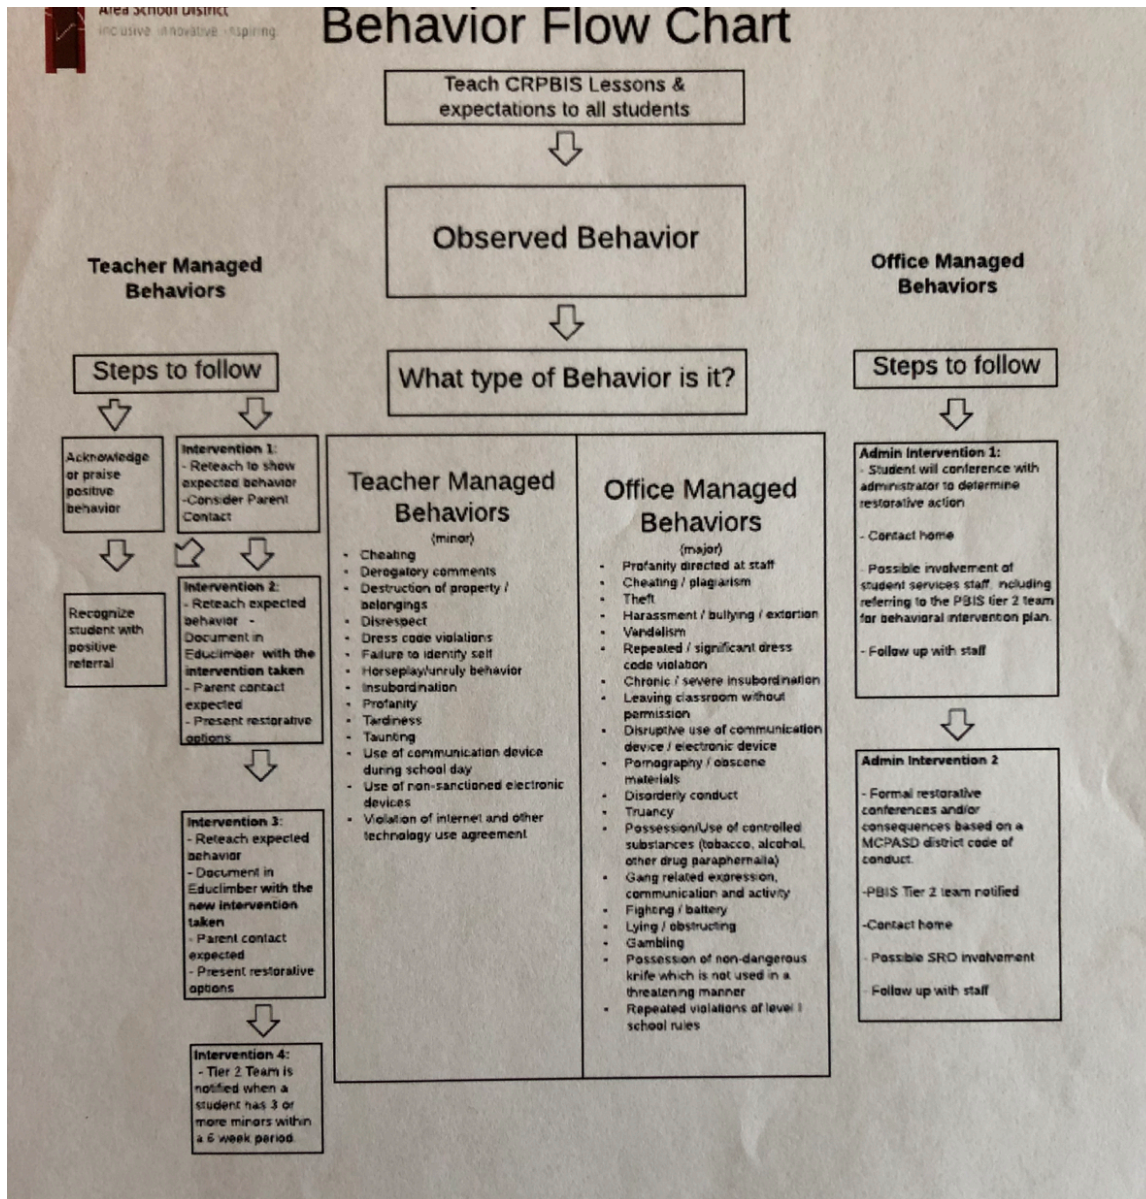 Area School District
inclusive innovative inspiring
Behavior Flow Chart
Teach CRPBIS Lessons &
expectations to all students
Observed Behavior
What type of Behavior is it?
Teacher Managed
Behaviors
Steps to follow
Acknowledge
or praise
positive
behavior
Recognize
student with
positive
referral
Intervention 1:
- Reteach to show
expected behavior
-Consider Parent
Contact
Intervention 2:
- Reteach expected
behavior -
Document in
Educlimber with the
intervention taken
- Parent contact
expected
- Present restorative
options
Intervention 3:
- Reteach expected
behavior
- Document in
Educlimber with the
new intervention
taken
- Parent contact
expected
- Present restorative
options
Intervention 4:
- Tier 2 Team is
notified when a
student has 3 or
more minors within
a 6 week period.
Teacher Managed
Behaviors
(minor)
• Cheating
• Derogatory comments
• Destruction of property /
belongings
• Disrespect
• Dress code violations
• Failure to identify self
• Horseplay/unruly behavior
• Insubordination
• Profanity
• Tardiness
• Taunting
• Use of communication device
during school day
• Use of non-sanctioned electronic
devices
• Violation of internet and other
technology use agreement
Office Managed
Behaviors
(major)
• Profanity directed at staff
• Cheating / plagiarism
• Theft
• Harassment / bullying / extortion
• Vandalism
• Repeated / significant dress
code violation
• Chronic / severe insubordination
• Leaving classroom without
permission
• Disruptive use of communication
device / electronic device
• Pornography / obscene
materials
• Disorderly conduct
• Truancy
• Possession/Use of controlled
substances (tobacco, alcohol,
other drug paraphernalia)
• Gang related expression,
communication and activity
• Fighting / battery
• Lying / obstructing
• Gambling
• Possession of non-dangerous
knife which is not used in a
threatening manner
• Repeated violations of level I
school rules
Office Managed
Behaviors
Steps to follow
Admin Intervention 1:
- Student will conference with
administrator to determine
restorative action
- Contact home
- Possible involvement of
student services staff, including
referring to the PBIS tier 2 team
for behavioral intervention plan.
- Follow up with staff
Admin Intervention 2
- Formal restorative
conferences and/or
consequences based on a
MCPASD district code of
conduct.
-PBIS Tier 2 team notified
-Contact home
- Possible SRO involvement
- Follow up with staff